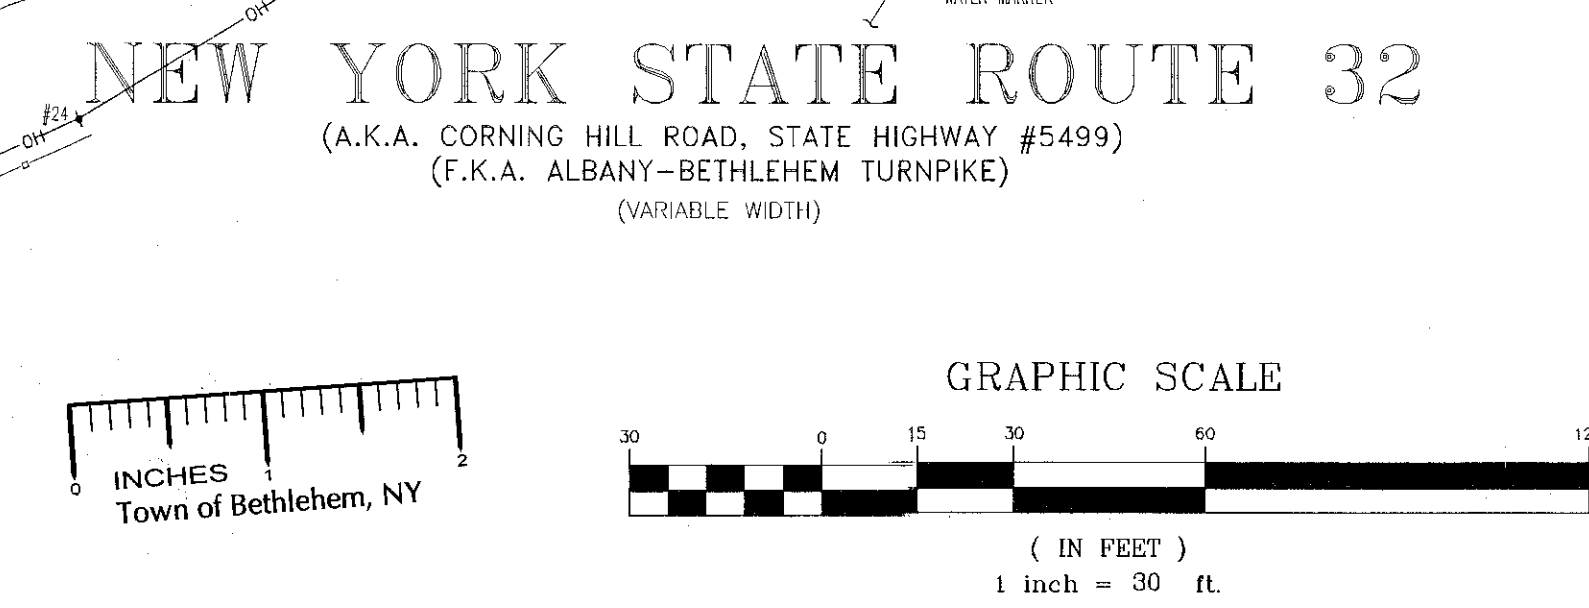 WATER MARKER
OH
NEW YORK STATE ROUTE 32
#24
OH
(A.K.A. CORNING HILL ROAD, STATE HIGHWAY #5499)
(F.K.A. ALBANY-BETHLEHEM TURNPIKE)
(VARIABLE WIDTH)
GRAPHIC SCALE
30 0 15 30 60
0 1 2
INCHES
Town of Bethlehem, NY
( IN FEET )
1 inch = 30 ft.